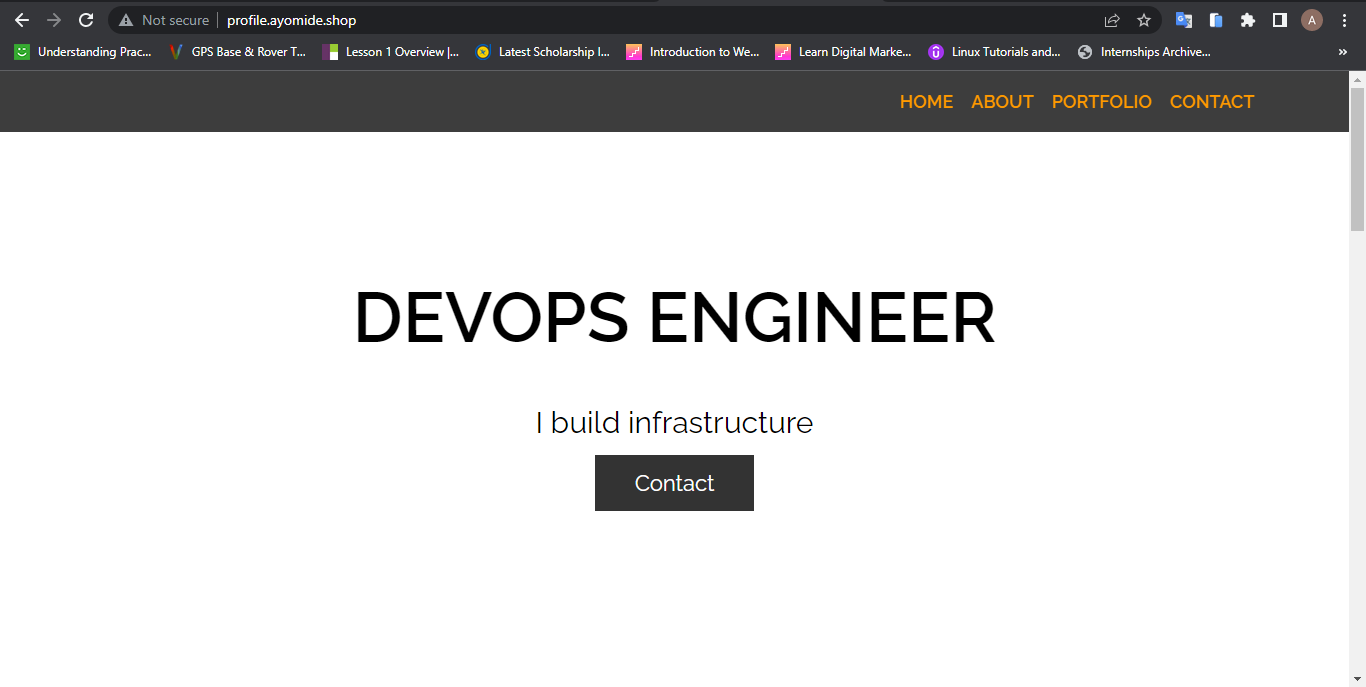 Not secure profile.ayomide.shop
A
Understanding Prac... GPS Base & Rover T... Lesson 1 Overview |... Latest Scholarship I... Introduction to We... Learn Digital Marke... Linux Tutorials and... Internships Archive... »
HOME ABOUT PORTFOLIO CONTACT
DEVOPS ENGINEER
I build infrastructure
Contact